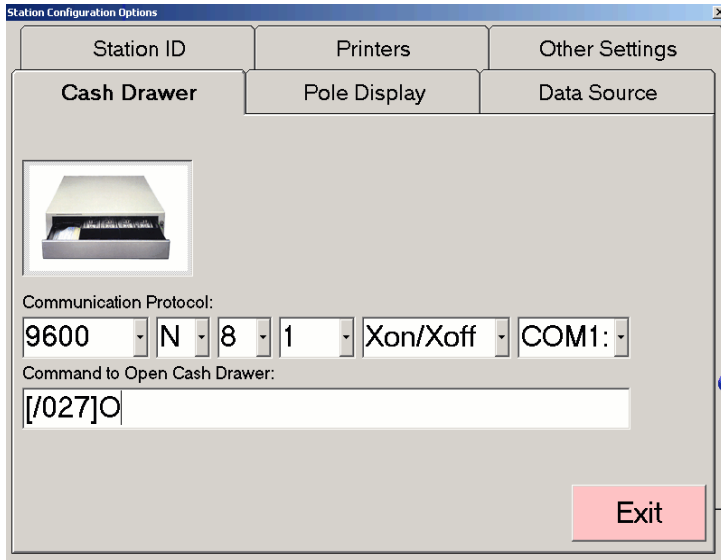 Station Configuration Options
Station ID Printers Other Settings
Cash Drawer Pole Display Data Source
Communication Protocol:
9600 N 8 1 Xon/Xoff COM1:
Command to Open Cash Drawer:
[/027]O
Exit